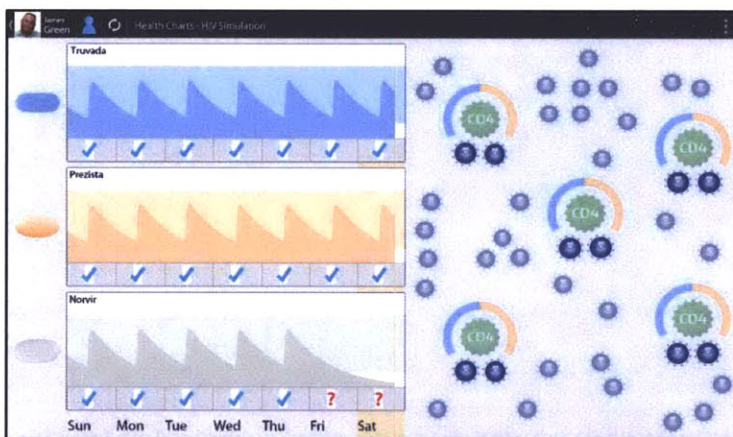 James
Green
Health Charts - HIV Simulation
Truvada
Prezista
Norvir
? ?
Sun Mon Tue Wed Thu Fri Sat
CD4
CD4
CD4
CD4
CD4